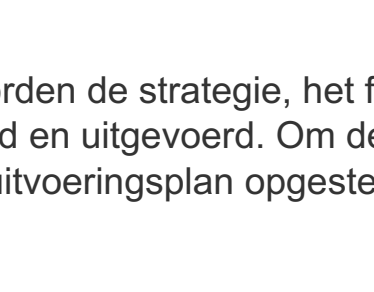 rden de strategie, het f
d en uitgevoerd. Om de
uitvoeringsplan opgeste